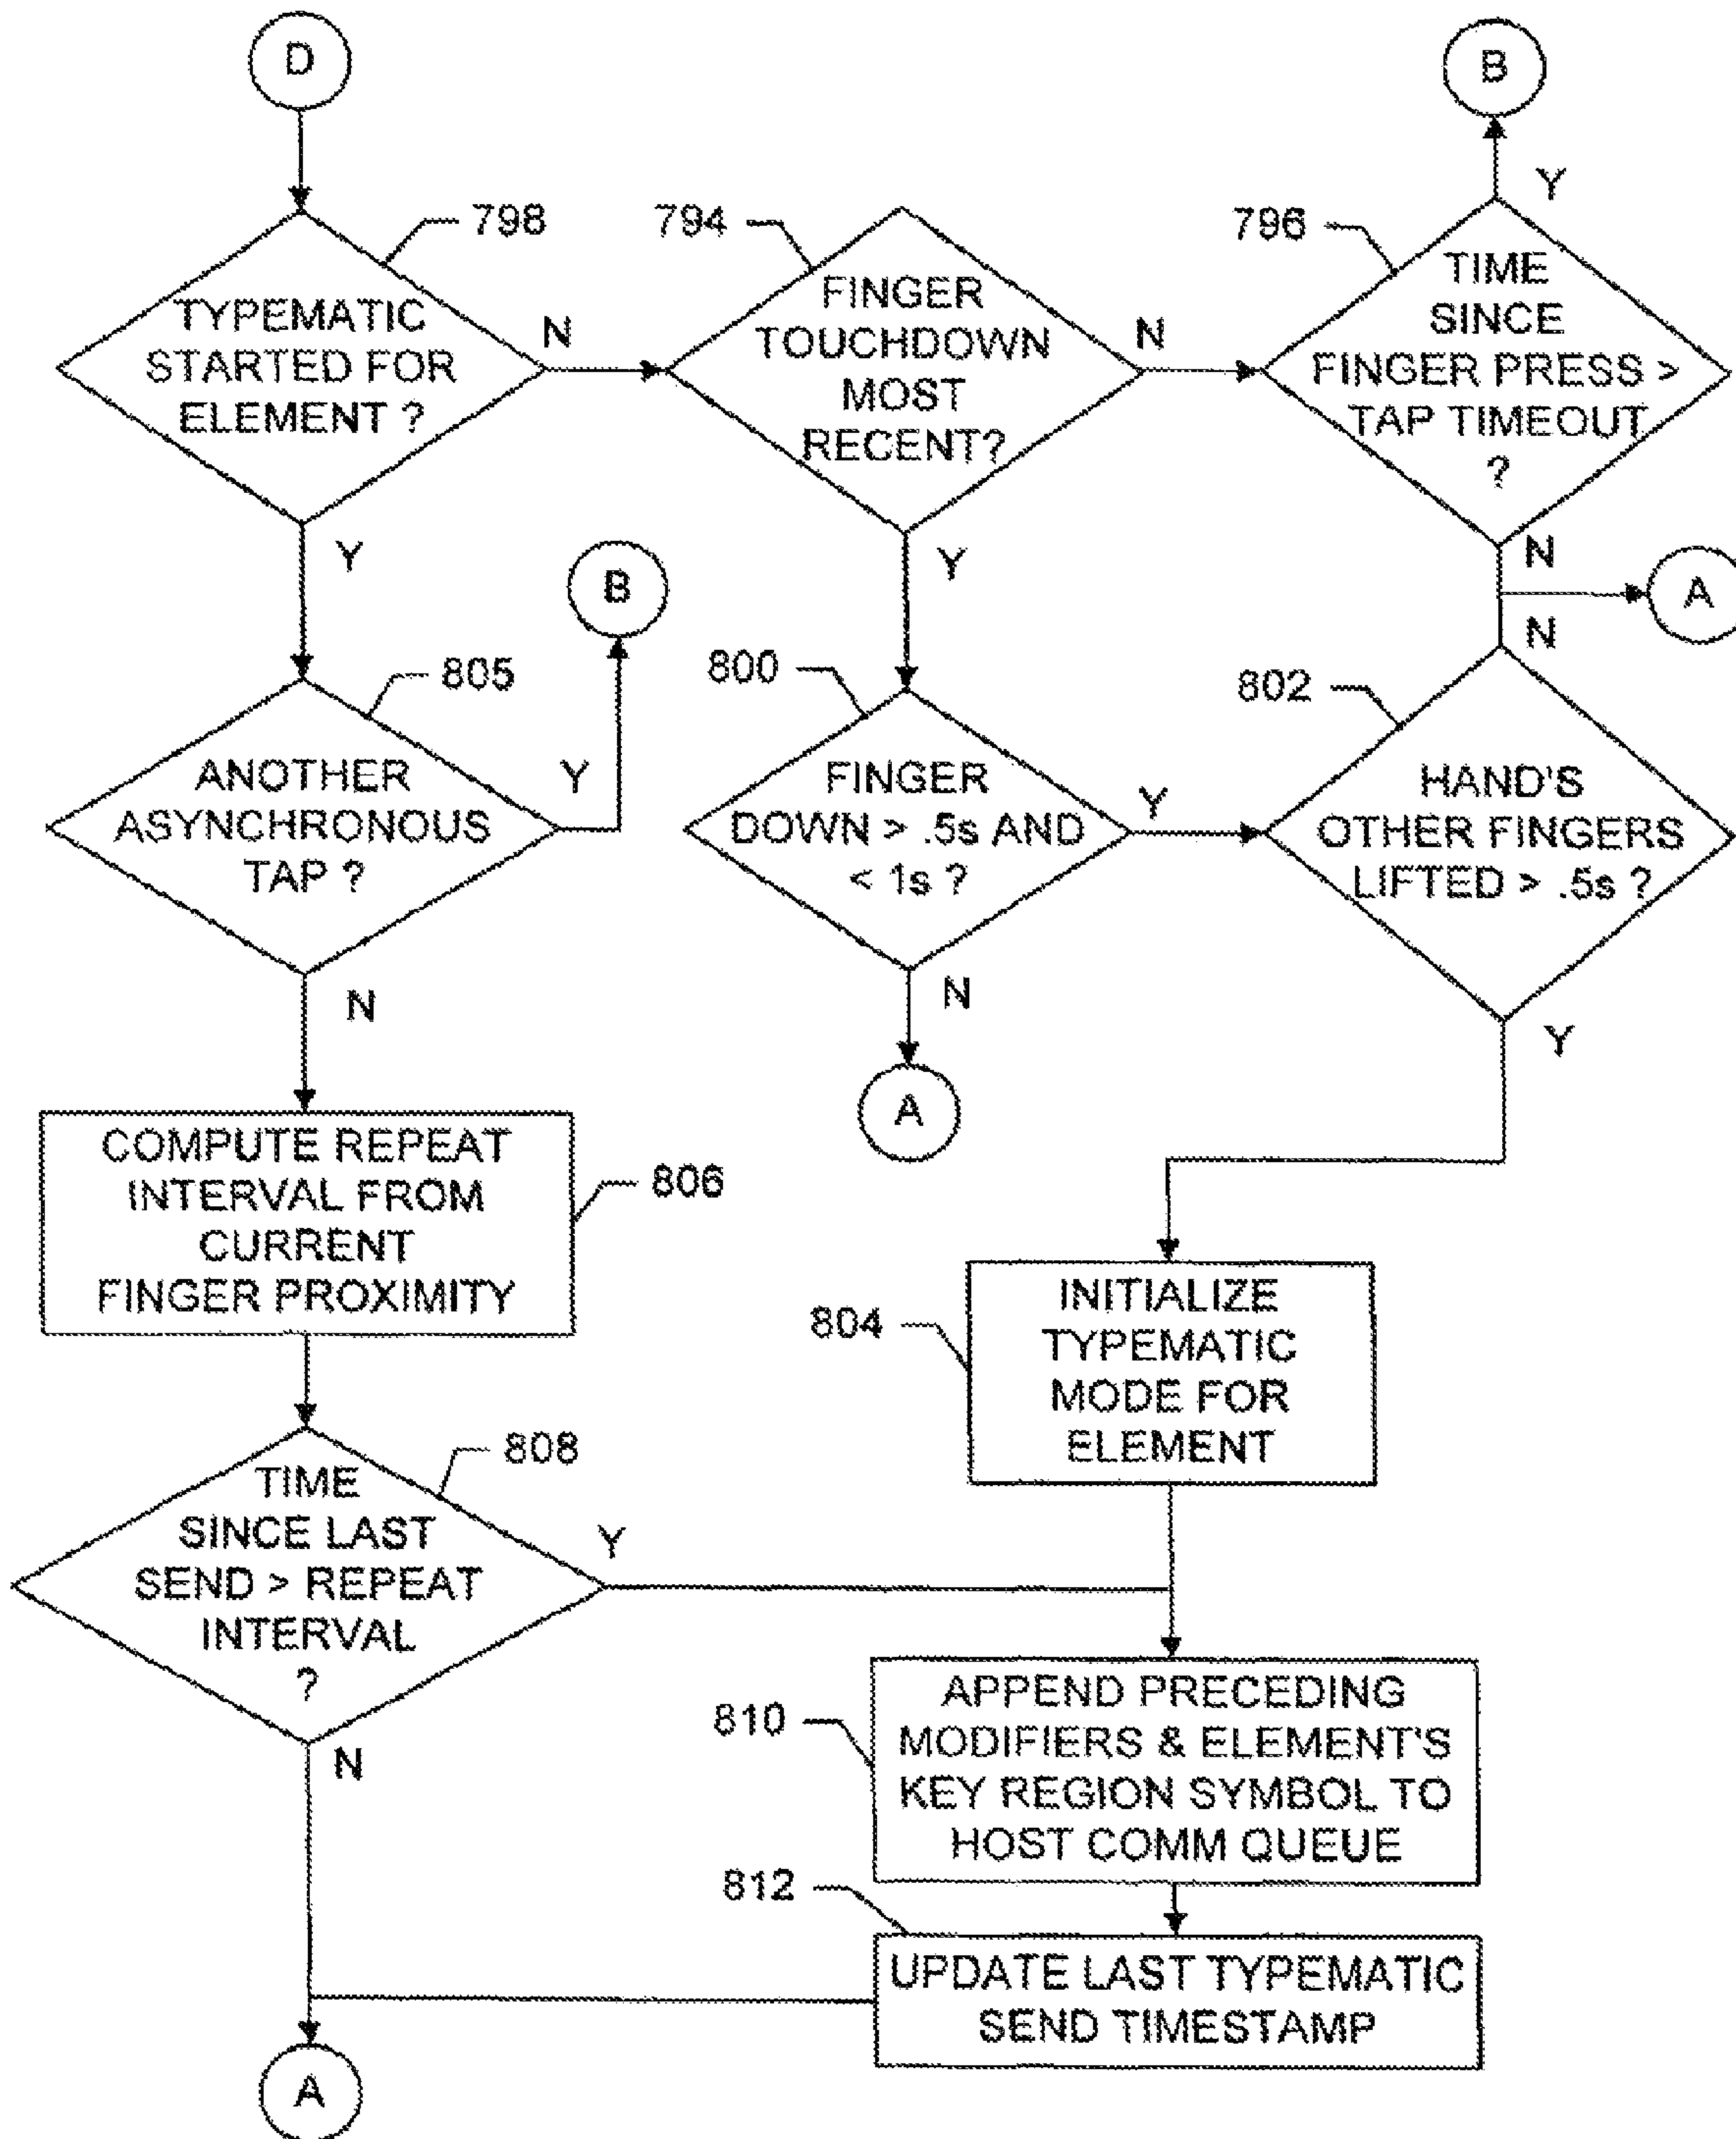 D
B
798
794
796
TYPEMATIC
STARTED FOR
ELEMENT ?
N
Y
FINGER
TOUCHDOWN
MOST
RECENT?
N
Y
Y
TIME
SINCE
FINGER PRESS >
TAP TIMEOUT
?
N
A
B
805
ANOTHER
ASYNCHRONOUS
TAP ?
Y
N
800
FINGER
DOWN > .5s AND
< 1s ?
Y
N
A
N
802
HAND'S
OTHER FINGERS
LIFTED > .5s ?
Y
COMPUTE REPEAT
INTERVAL FROM
CURRENT
FINGER PROXIMITY
806
804
INITIALIZE
TYPEMATIC
MODE FOR
ELEMENT
808
TIME
SINCE LAST
SEND > REPEAT
INTERVAL
?
Y
N
810
APPEND PRECEDING
MODIFIERS & ELEMENT'S
KEY REGION SYMBOL TO
HOST COMM QUEUE
812
UPDATE LAST TYPEMATIC
SEND TIMESTAMP
A